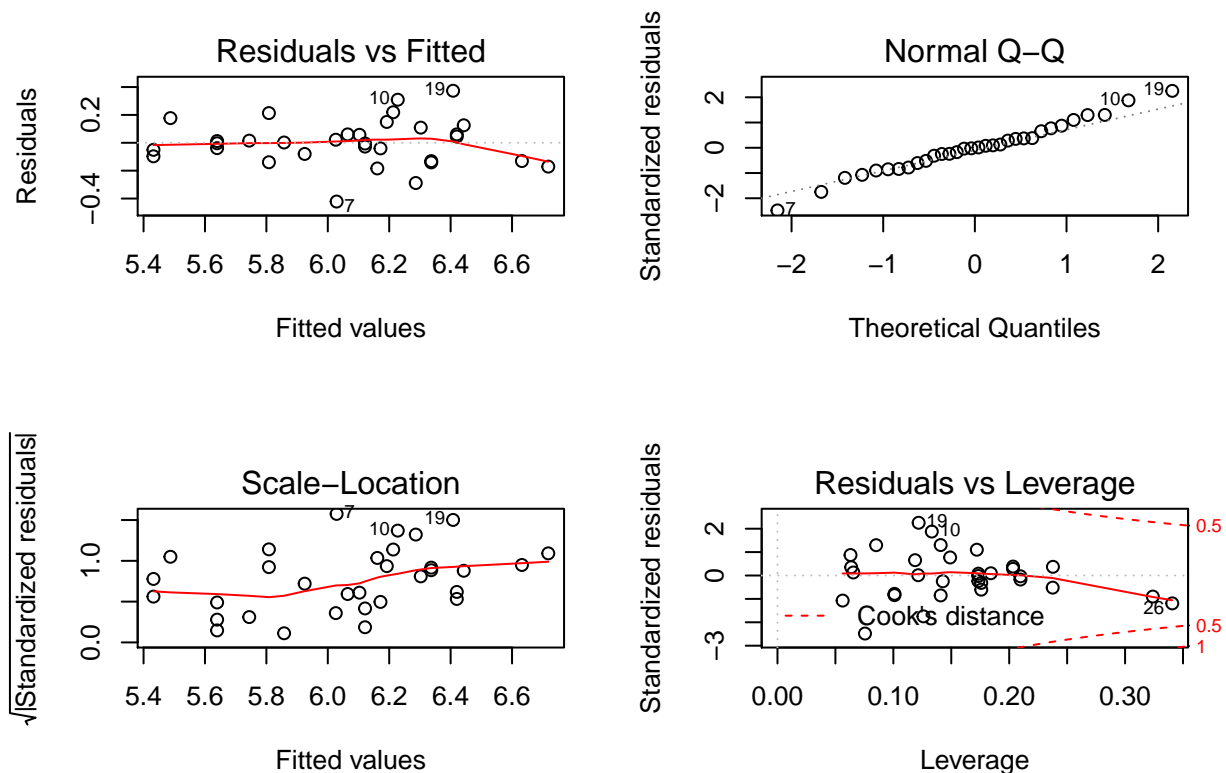 Residuals vs Fitted
Residuals
0.2
−0.4
10
19
7
5.4 5.6 5.8 6.0 6.2 6.4 6.6
Fitted values
Normal Q−Q
Standardized residuals
2
0
−2
10
19
7
−2 −1 0 1 2
Theoretical Quantiles
Scale−Location
√|Standardized residuals|
1.0
0.0
7
10
19
5.4 5.6 5.8 6.0 6.2 6.4 6.6
Fitted values
Residuals vs Leverage
Standardized residuals
2
0
−3
19
10
26
Cook's distance
0.5
0.5
1
0.00 0.10 0.20 0.30
Leverage